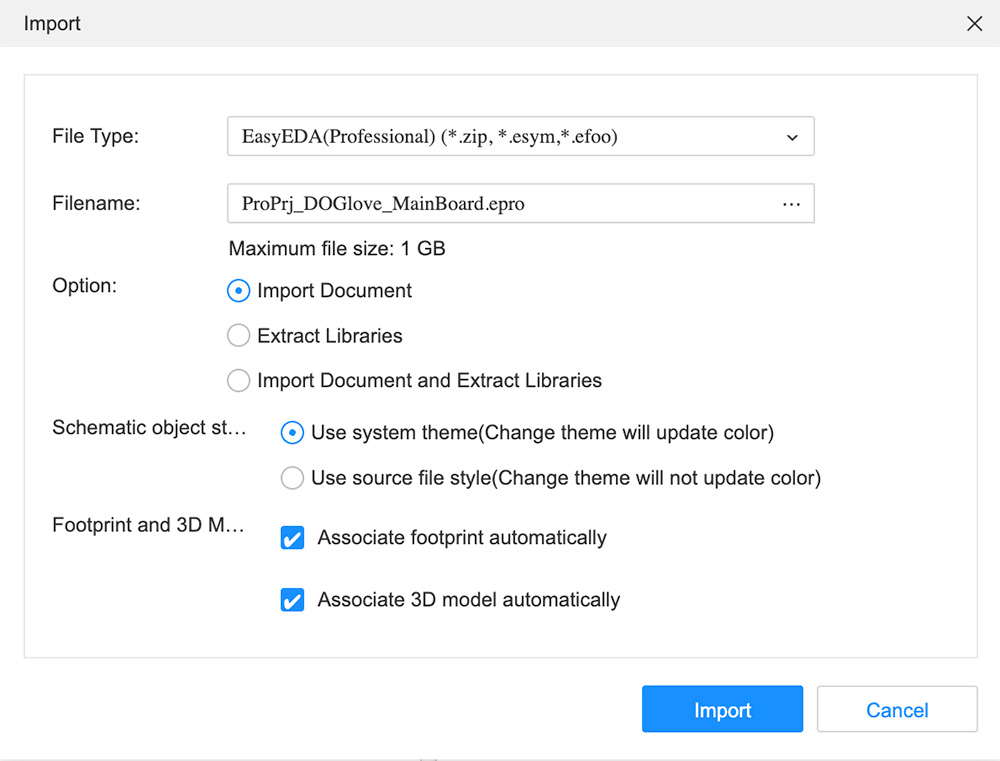 Import
File Type:
EasyEDA(Professional) (*.zip, *.esym,*.efoo)
Filename:
ProPrj_DOGlove_MainBoard.epro
...
Maximum file size: 1 GB
Option:
Import Document
Extract Libraries
Import Document and Extract Libraries
Schematic object st...
Use system theme(Change theme will update color)
Use source file style(Change theme will not update color)
Footprint and 3D M...
Associate footprint automatically
Associate 3D model automatically
Import
Cancel